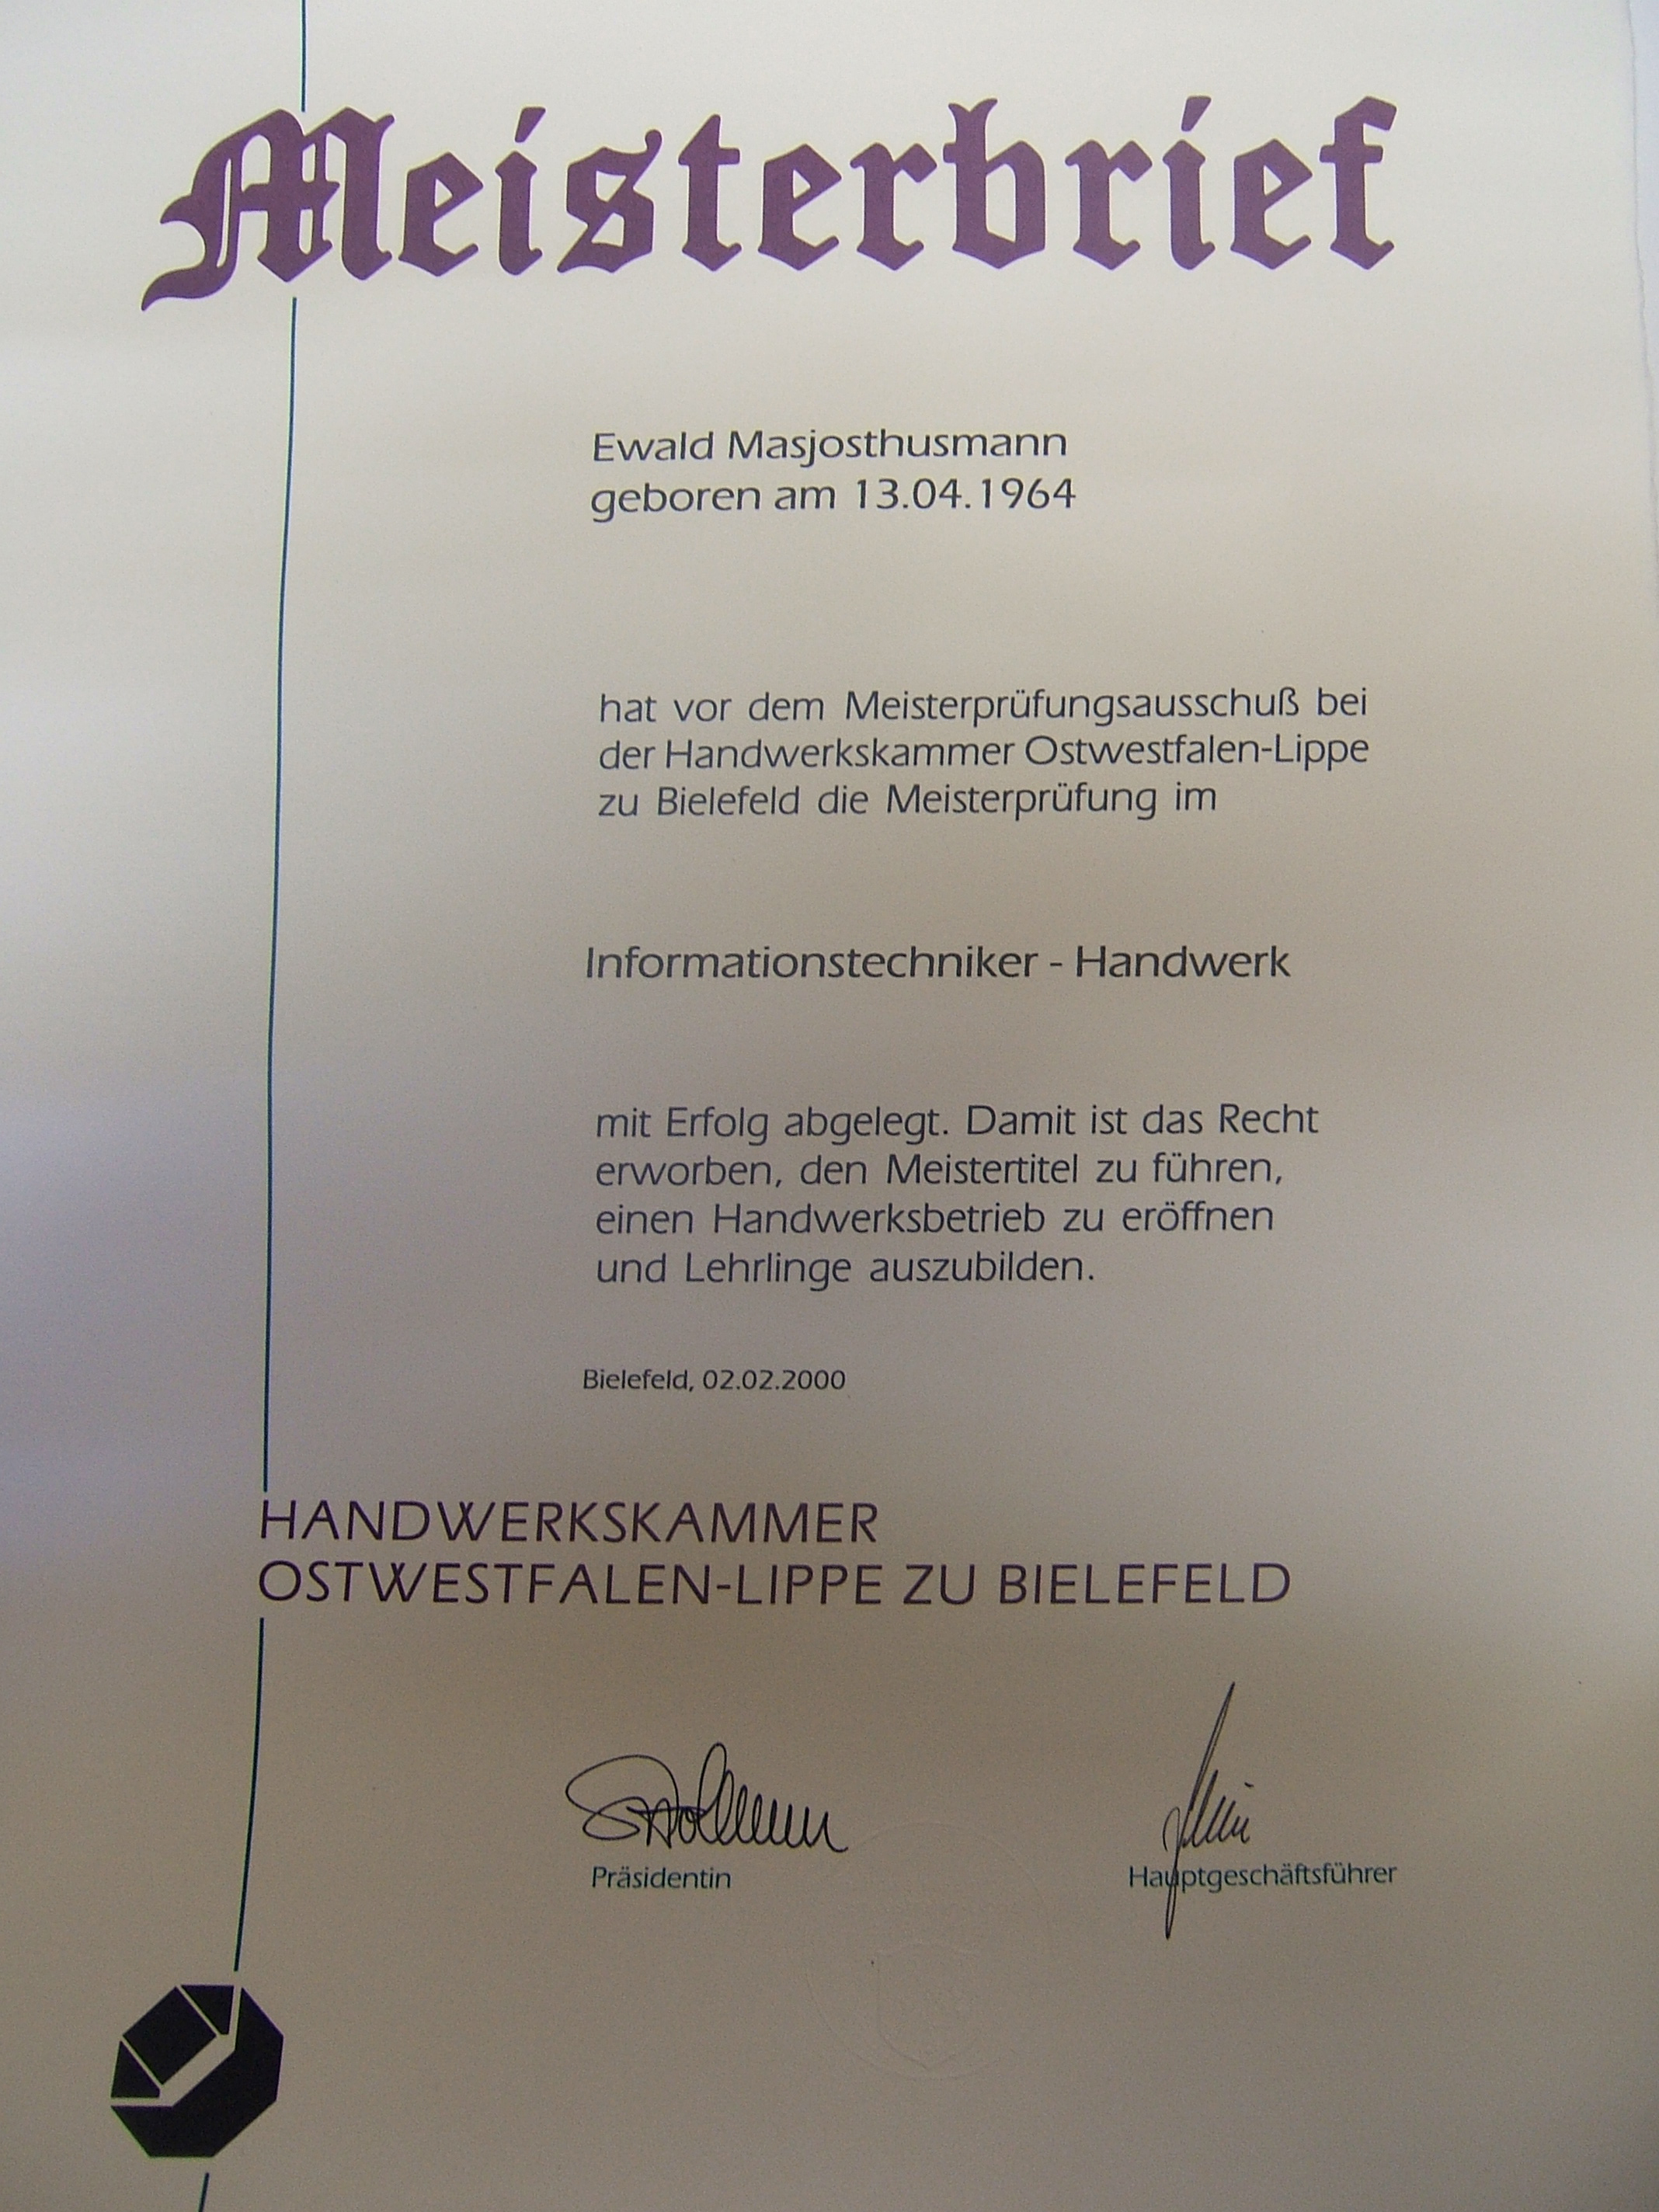 Meisterbrief
Ewald Masjosthusmann
geboren am 13.04.1964
hat vor dem Meisterprüfungsausschuß bei
der Handwerkskammer Ostwestfalen-Lippe
zu Bielefeld die Meisterprüfung im
Informationstechniker - Handwerk
mit Erfolg abgelegt. Damit ist das Recht
erworben, den Meistertitel zu führen,
einen Handwerksbetrieb zu eröffnen
und Lehrlinge auszubilden.
Bielefeld, 02.02.2000
HANDWERKSKAMMER
OSTWESTFALEN-LIPPE ZU BIELEFELD
Präsidentin
Hauptgeschäftsführer